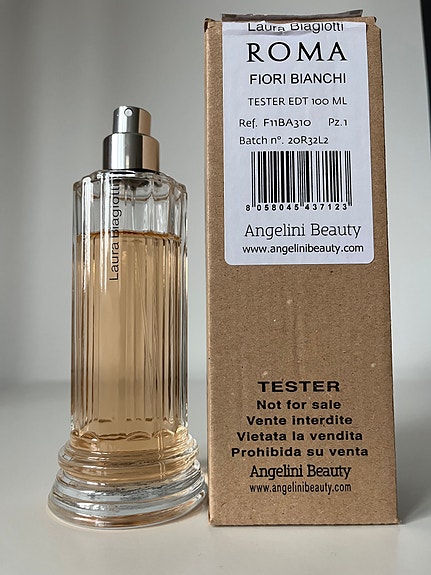 Laura Biagiotti
Laura Biagiotti
ROMA
FIORI BIANCHI
TESTER EDT 100 ML
Ref. F11BA310 Pz.1
Batch n°. 20R32L2
8 058045 437123
Angelini Beauty
www.angelinibeauty.com
TESTER
Not for sale
Vente interdite
Vietata la vendita
Prohibida su venta
Angelini Beauty
www.angelinibeauty.com